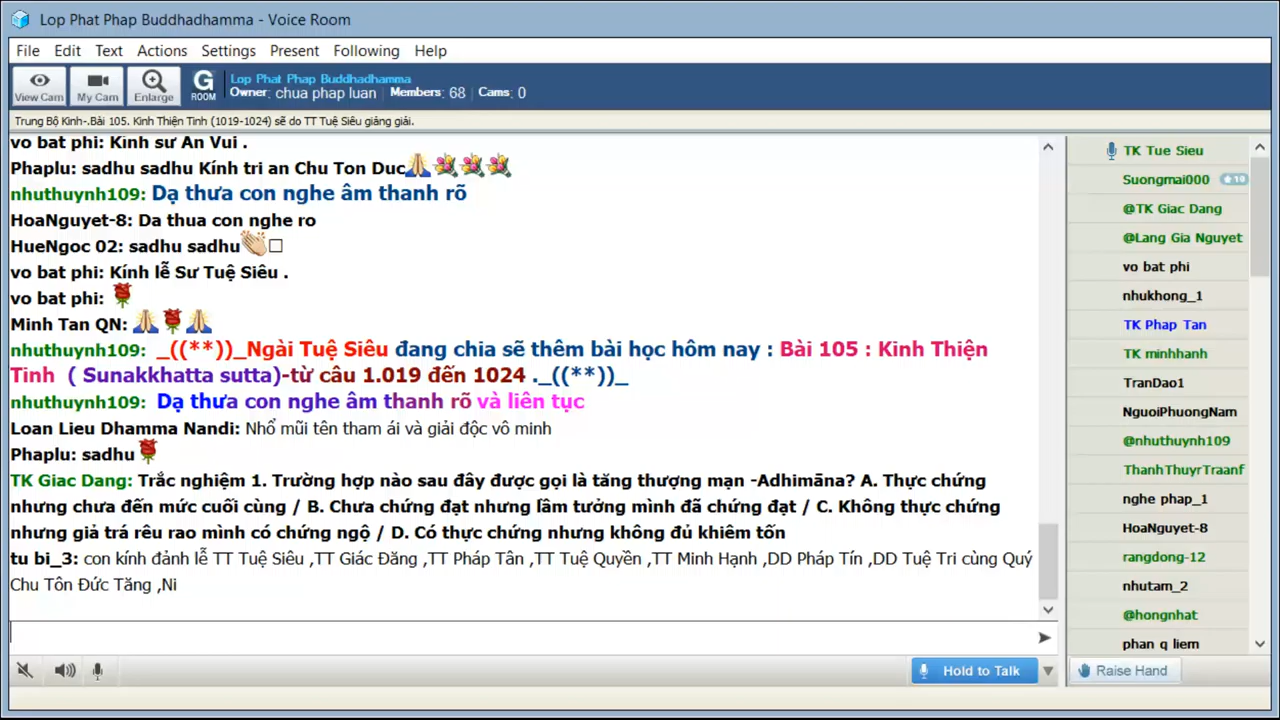 Lop Phat Phap Buddhadhamma - Voice Room
File Edit Text Actions Settings Present Following Help
View Cam My Cam Enlarge G ROOM
Lop Phat Phap Buddhadhamma
Owner: chua phap luan Members: 68 Cams: 0
Trung Bộ Kinh-.Bài 105. Kinh Thiện Tinh (1019-1024) sẽ do TT Tuệ Siêu giảng giải.
vo bat phi: Kính sư An Vui .
Phaplu: sadhu sadhu Kính tri an Chu Ton Duc
nhuthuynh109: Dạ thưa con nghe âm thanh rõ
HoaNguyet-8: Da thua con nghe ro
HueNgoc 02: sadhu sadhu
vo bat phi: Kính lễ Sư Tuệ Siêu .
vo bat phi:
Minh Tan QN:
nhuthuynh109: _((**))_Ngài Tuệ Siêu đang chia sẽ thêm bài học hôm nay : Bài 105 : Kinh Thiện
Tinh ( Sunakkhatta sutta)-từ câu 1.019 đến 1024 ._((**))_
nhuthuynh109: Dạ thưa con nghe âm thanh rõ và liên tục
Loan Lieu Dhamma Nandi: Nhổ mũi tên tham ái và giải độc vô minh
Phaplu: sadhu
TK Giac Dang: Trắc nghiệm 1. Trường hợp nào sau đây được gọi là tăng thượng mạn -Adhimāna? A. Thực chứng
nhưng chưa đến mức cuối cùng / B. Chưa chứng đạt nhưng lầm tưởng mình đã chứng đạt / C. Không thực chứng
nhưng giả trá rêu rao mình có chứng ngộ / D. Có thực chứng nhưng không đủ khiêm tốn
tu bi_3: con kính đảnh lễ TT Tuệ Siêu ,TT Giác Đăng ,TT Pháp Tân ,TT Tuệ Quyền ,TT Minh Hạnh ,DD Pháp Tín ,DD Tuệ Tri cùng Quý
Chu Tôn Đức Tăng ,Ni
TK Tue Sieu
Suongmai000 10
@TK Giac Dang
@Lang Gia Nguyet
vo bat phi
nhukhong_1
TK Phap Tan
TK minhhanh
TranDao1
NguoiPhuongNam
@nhuthuynh109
ThanhThuyrTraanf
nghe phap_1
HoaNguyet-8
rangdong-12
nhutam_2
@hongnhat
phan q liem
Hold to Talk
Raise Hand